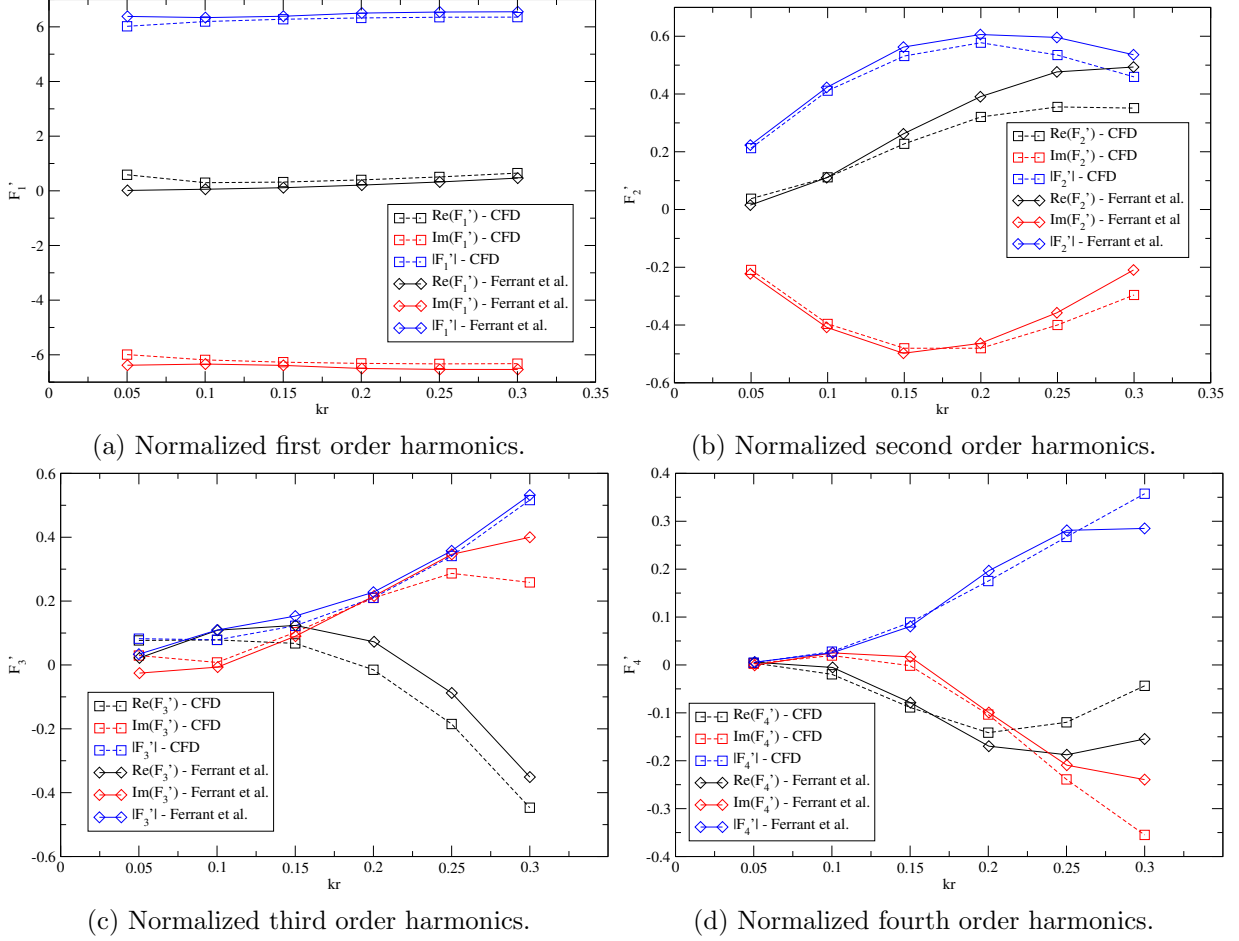 6
4
2
0
-2
-4
-6
F1'
0
0.05
0.1
0.15
0.2
0.25
0.3
0.35
kr
Re(F1') - CFD
Im(F1') - CFD
|F1'| - CFD
Re(F1') - Ferrant et al.
Im(F1') - Ferrant et al.
|F1'| - Ferrant et al.
(a) Normalized first order harmonics.
0.6
0.4
0.2
0
-0.2
-0.4
-0.6
F2'
0
0.05
0.1
0.15
0.2
0.25
0.3
0.35
kr
Re(F2') - CFD
Im(F2') - CFD
|F2'| - CFD
Re(F2') - Ferrant et al.
Im(F2') - Ferrant et al
|F2'| - Ferrant et al.
(b) Normalized second order harmonics.
0.6
0.4
0.2
0
-0.2
-0.4
-0.6
F3'
0
0.05
0.1
0.15
0.2
0.25
0.3
0.35
kr
Re(F3') - CFD
Im(F3') - CFD
|F3'| - CFD
Re(F3') - Ferrant et al.
Im(F3') - Ferrant et al.
|F3'| - Ferrant et al.
(c) Normalized third order harmonics.
0.4
0.3
0.2
0.1
0
-0.1
-0.2
-0.3
-0.4
F4'
0
0.05
0.1
0.15
0.2
0.25
0.3
0.35
kr
Re(F4') - CFD
Im(F4') - CFD
|F4'| - CFD
Re(F4') - Ferrant et al.
Im(F4') - Ferrant et al.
|F4'| - Ferrant et al.
(d) Normalized fourth order harmonics.